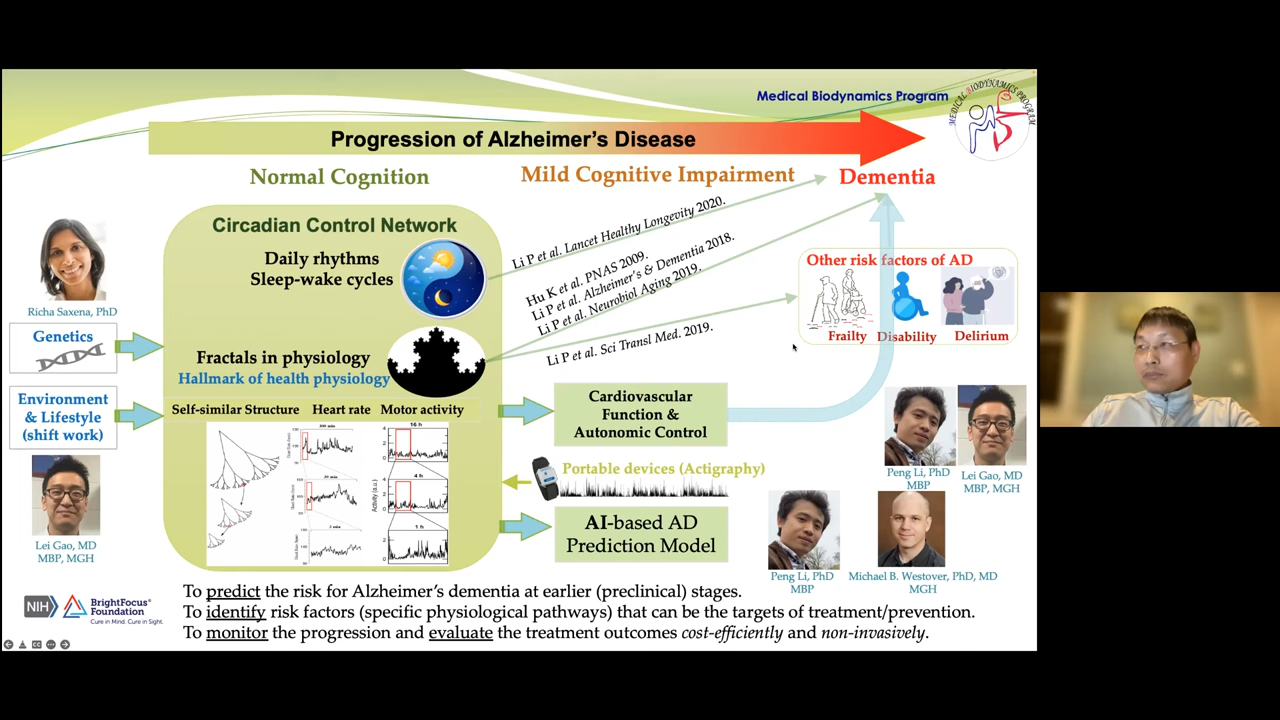 Medical Biodynamics Program
MEDICAL BIODYNAMICS PROGRAM
Progression of Alzheimer's Disease
Normal Cognition
Mild Cognitive Impairment
Dementia
Circadian Control Network
Daily rhythms
Sleep-wake cycles
Li P et al. Lancet Healthy Longevity 2020.
Hu K et al. PNAS 2009.
Li P et al. Alzheimer's & Dementia 2018.
Li P et al. Neurobiol Aging 2019.
Li P et al. Sci Transl Med. 2019.
Other risk factors of AD
Frailty
Disability
Delirium
Richa Saxena, PhD
Genetics
Fractals in physiology
Hallmark of health physiology
Environment
& Lifestyle
(shift work)
Self-similar Structure
Heart rate
Motor activity
16 h
4 h
1 h
Activity (a.u.)
Cardiovascular
Function &
Autonomic Control
Portable devices (Actigraphy)
AI-based AD
Prediction Model
Lei Gao, MD
MBP, MGH
Peng Li, PhD
MBP
Lei Gao, MD
MBP, MGH
Peng Li, PhD
MBP
Michael B. Westover, PhD, MD
MGH
To predict the risk for Alzheimer's dementia at earlier (preclinical) stages.
To identify risk factors (specific physiological pathways) that can be the targets of treatment/prevention.
To monitor the progression and evaluate the treatment outcomes cost-efficiently and non-invasively.
NIH
BrightFocus®
Foundation
Cure in Mind. Cure in Sight.